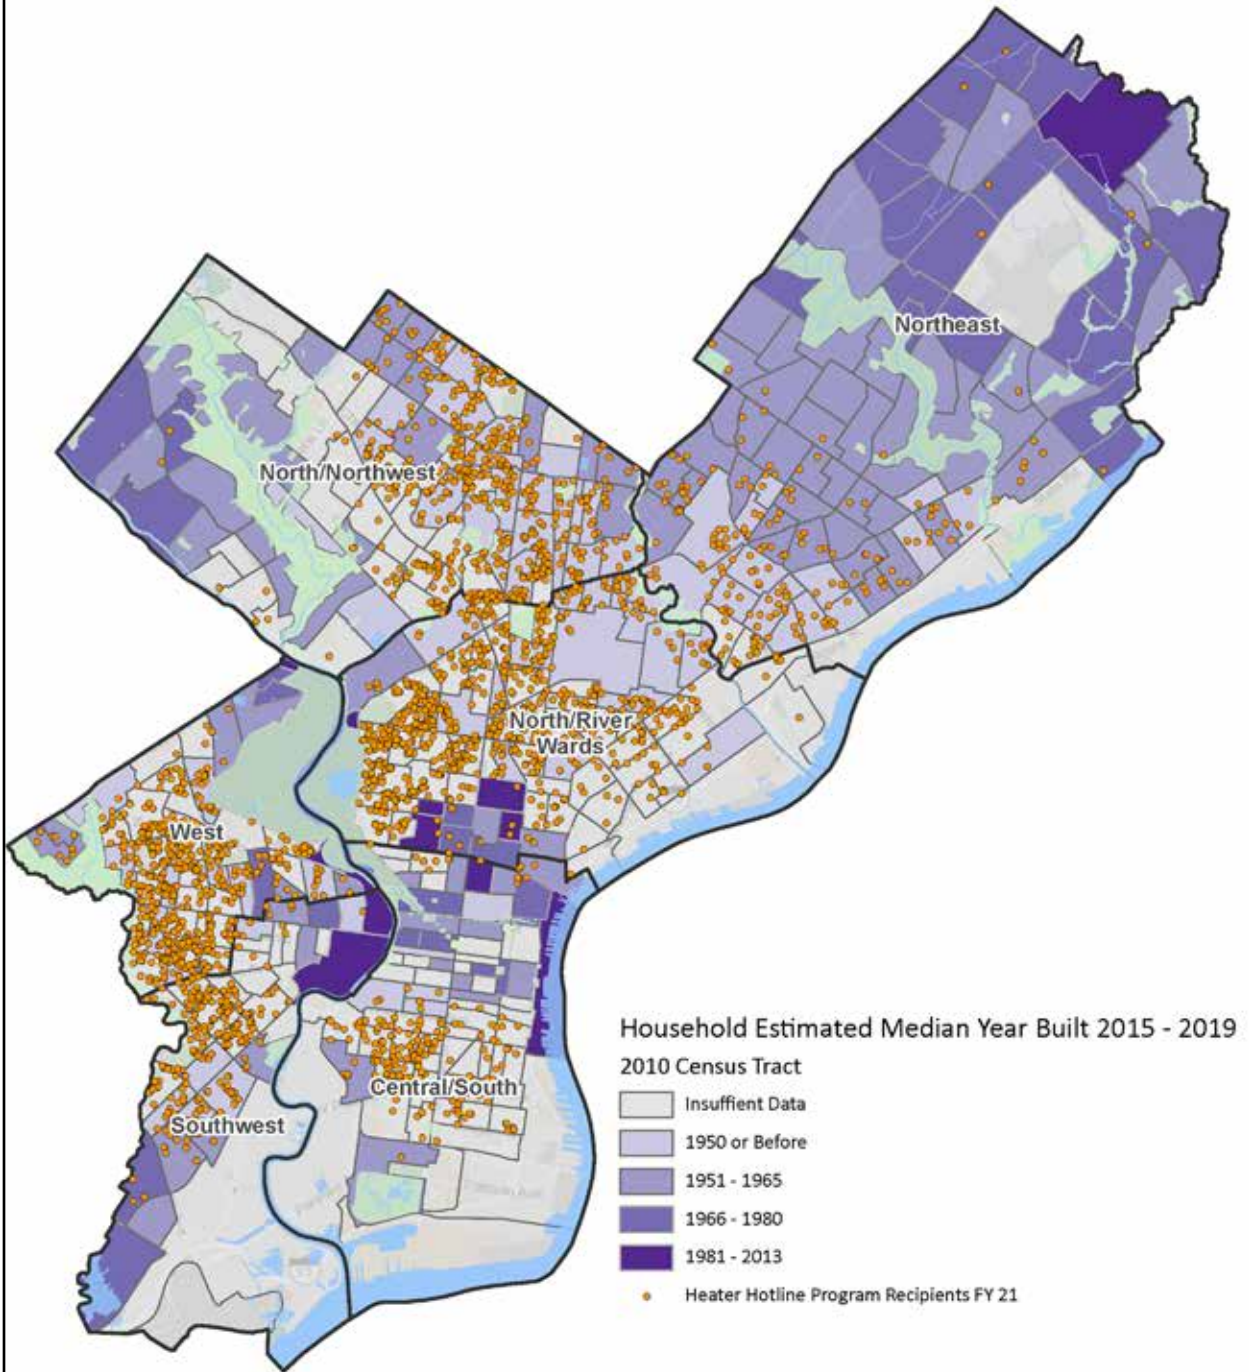 Northeast
North/Northwest
North/River
Wards
West
Central/South
Southwest
Household Estimated Median Year Built 2015 - 2019
2010 Census Tract
Insuffient Data
1950 or Before
1951 - 1965
1966 - 1980
1981 - 2013
Heater Hotline Program Recipients FY 21